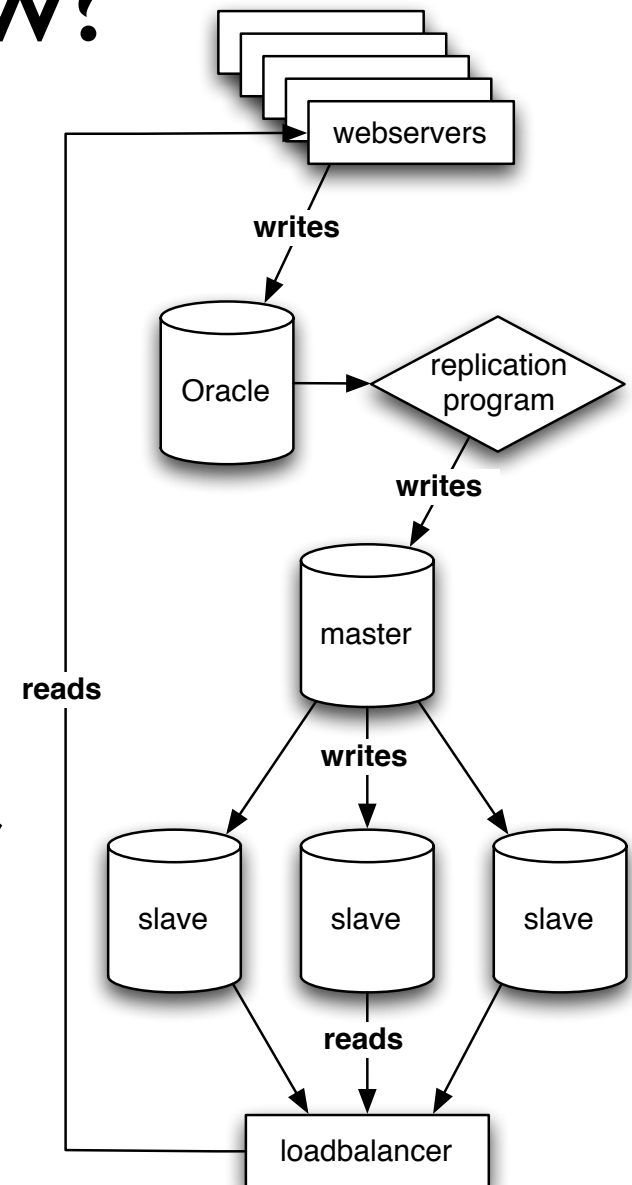 w?
webservers
writes
Oracle
replication
program
writes
master
reads
writes
slave
slave
slave
reads
loadbalancer